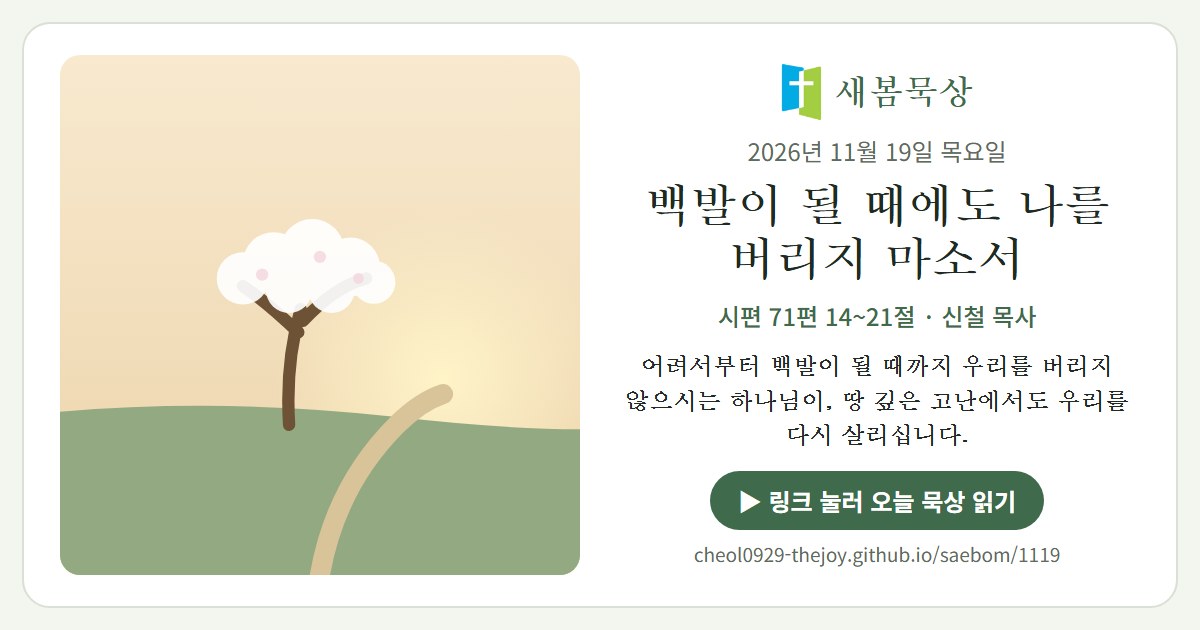 새봄묵상
2026년 11월 19일 목요일
백발이 될 때에도 나를
버리지 마소서
시편 71편 14~21절 · 신철 목사
어려서부터 백발이 될 때까지 우리를 버리지
않으시는 하나님이, 땅 깊은 고난에서도 우리를
다시 살리십니다.
▶ 링크 눌러 오늘 묵상 읽기
cheol0929-thejoy.github.io/saebom/1119